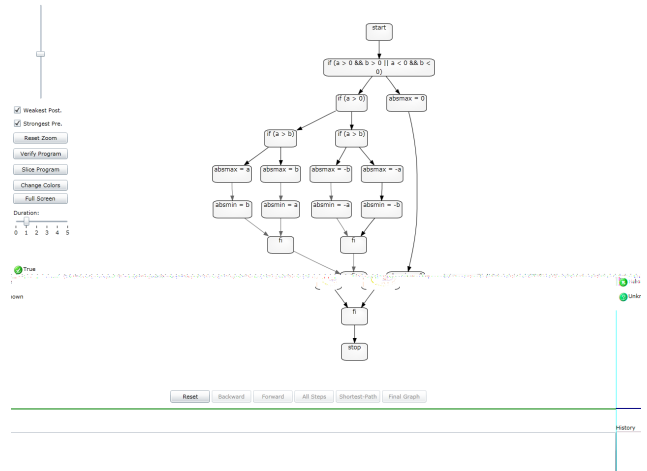 start
if (a > 0 && b > 0 || a < 0 && b <
0)
if (a > 0)
absmax = 0
if (a > b)
if (a > b)
absmax = a
absmax = b
absmax = -b
absmax = -a
absmin = b
absmin = a
absmin = -a
absmin = -b
fi
fi
fi
stop
Weakest Post.
Strongest Pre.
Reset Zoom
Verify Program
Slice Program
Change Colors
Full Screen
Duration:
0 1 2 3 4 5
True
Reset
Backward
Forward
All Steps
Shortest-Path
Final Graph
History